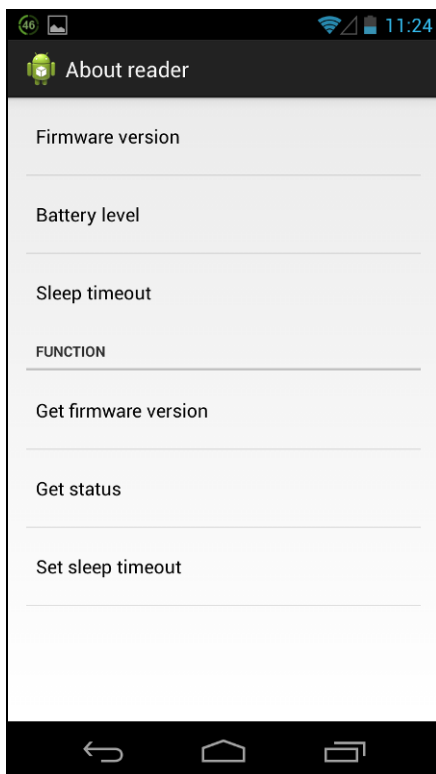 46
11:24
About reader
Firmware version
Battery level
Sleep timeout
FUNCTION
Get firmware version
Get status
Set sleep timeout